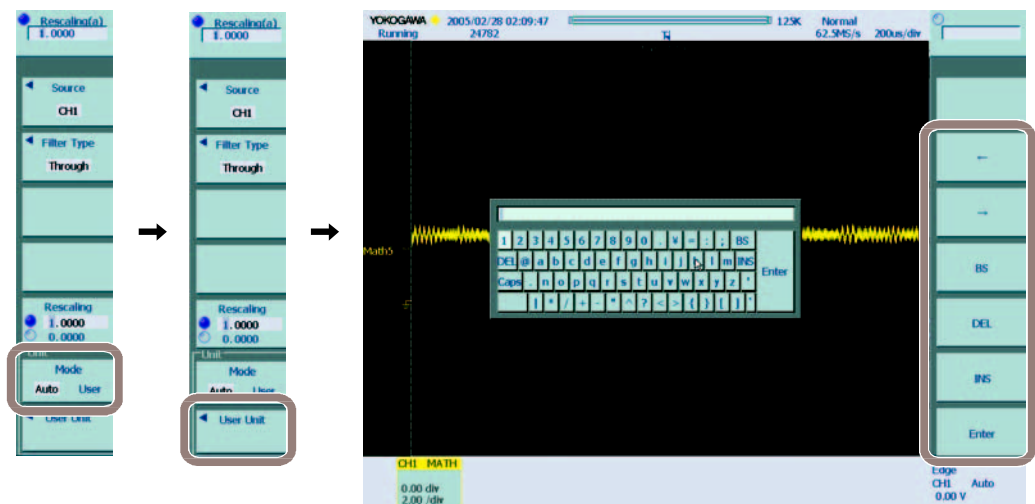 Rescaling(a)
1.0000
Source
CH1
Filter Type
Through
Rescaling
1.0000
0.0000
Unit
Mode
Auto User
User Unit
Rescaling(a)
1.0000
Source
CH1
Filter Type
Through
Rescaling
1.0000
0.0000
Unit
Mode
Auto User
User Unit
YOKOGAWA 2005/02/28 02:09:47 125K Normal
Running 24782 62.5MS/s 200us/div
Math5
1 2 3 4 5 6 7 8 9 0 . ¥ = : ; BS
DEL @ a b c d e f g h i j k l m INS
Caps . n o p q r s t u v w x y z '
| * / + - " ^ ? < > { } [ ]
Enter
←
→
BS
DEL
INS
Enter
CH1 MATH
0.00 div
2.00 /div
Edge
CH1 Auto
0.00 V